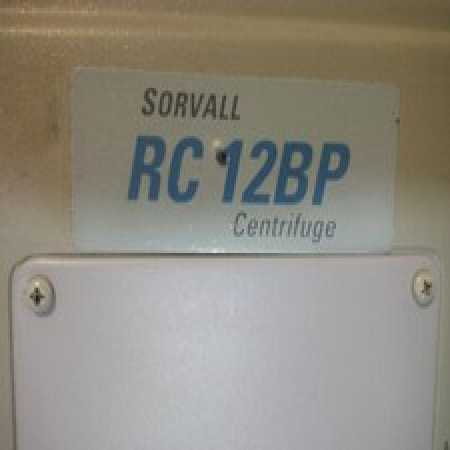 SORVALL
RC 12BP
Centrifuge